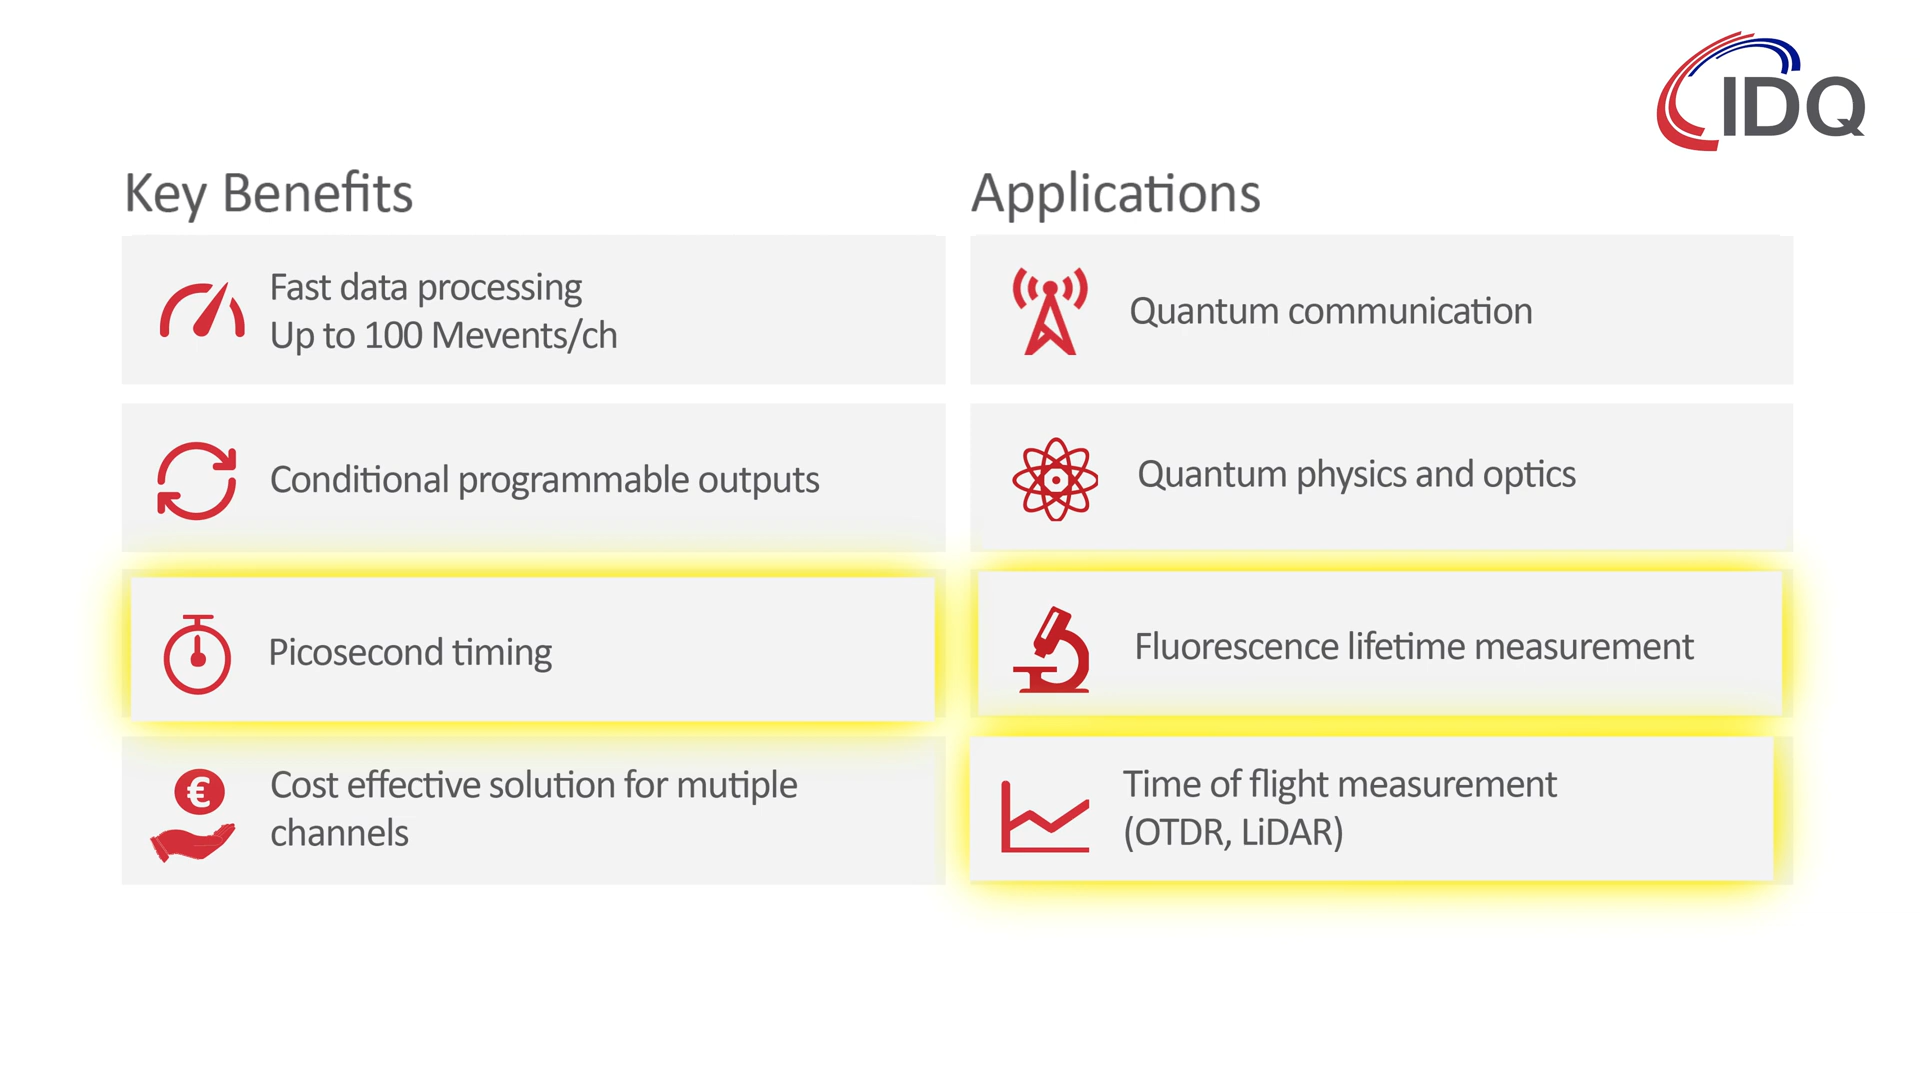 IDQ
Key Benefits
Fast data processing
Up to 100 Mevents/ch
Conditional programmable outputs
Picosecond timing
€
Cost effective solution for mutiple
channels
Applications
Quantum communication
Quantum physics and optics
Fluorescence lifetime measurement
Time of flight measurement
(OTDR, LiDAR)